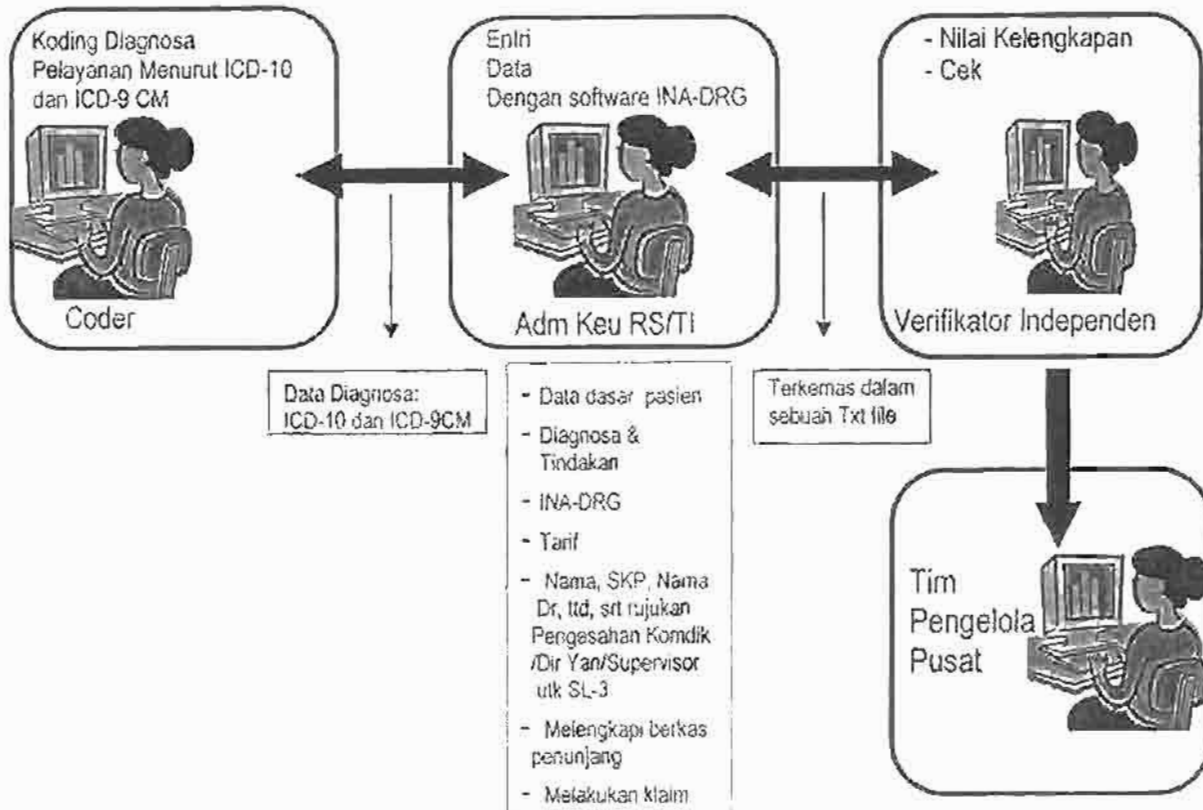 Koding Diagnosa
Pelayanan Menurut ICD-10
dan ICD-9 CM
Coder
Entri
Data
Dengan software INA-DRG
Adm Keu RS/TI
- Nilai Kelengkapan
- Cek
Verifikator Independen
Data Diagnosa:
ICD-10 dan ICD-9CM
- Data dasar pasien
- Diagnosa &
Tindakan
- INA-DRG
- Tarif
- Nama, SKP, Nama
Dr, ttd, srt rujukan
Pengesahan Komdik
/Dir Yan/Supervisor
utk SL-3
- Melengkapi berkas
penunjang
- Melakukan klaim
Terkemas dalam
sebuah Txt file
Tim
Pengelola
Pusat